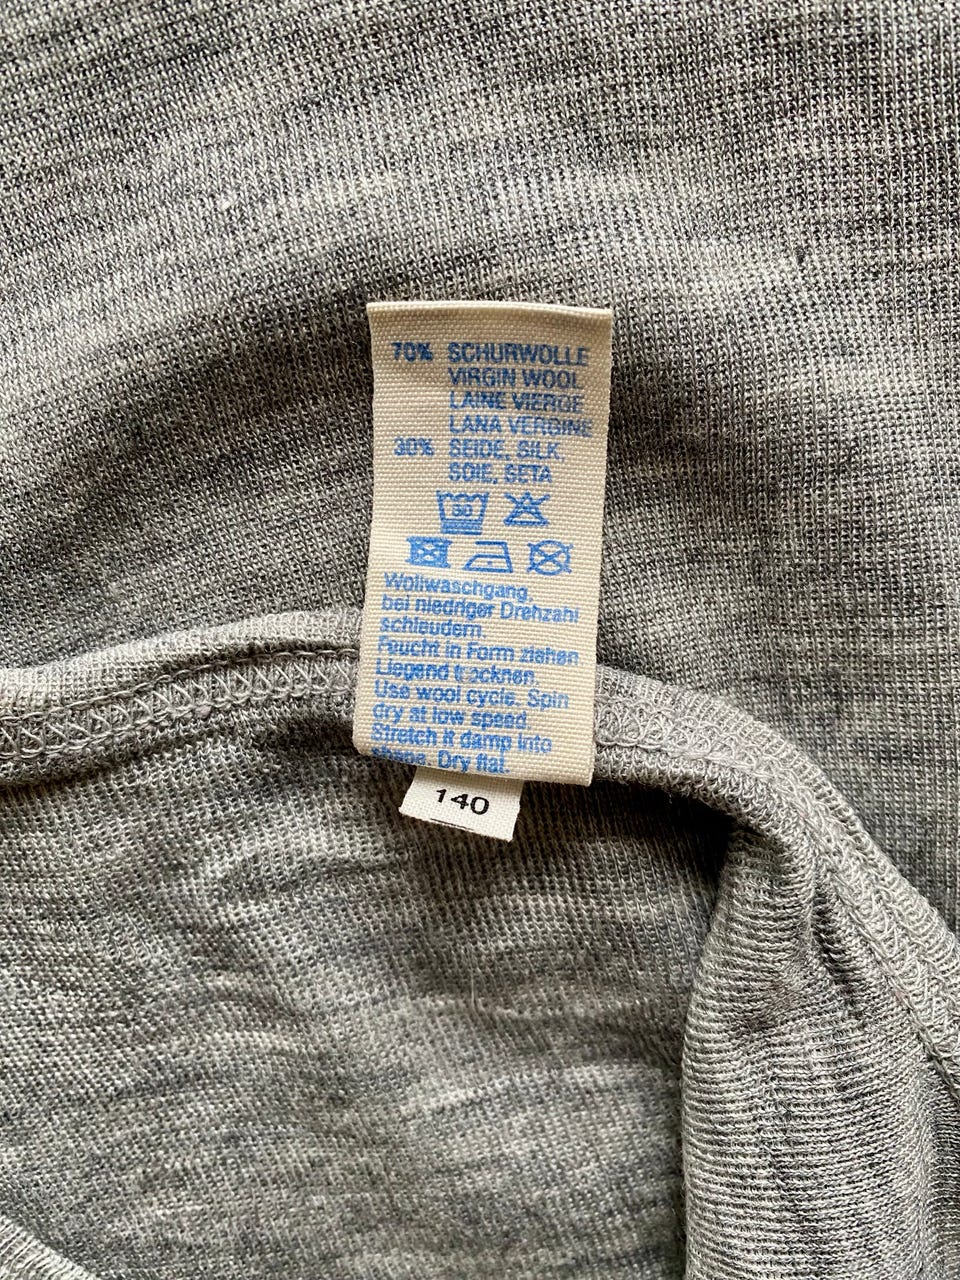 70% SCHURWOLLE
VIRGIN WOOL
LAINE VIERGE
LANA VERGINE
30% SEIDE, SILK,
SOIE, SETA
30
Wollwaschgang,
bei niedriger Drehzahl
schleudern.
Feucht in Form ziehen
Liegend trocknen.
Use wool cycle. Spin
dry at low speed
Stretch it damp into
shape. Dry flat.
140